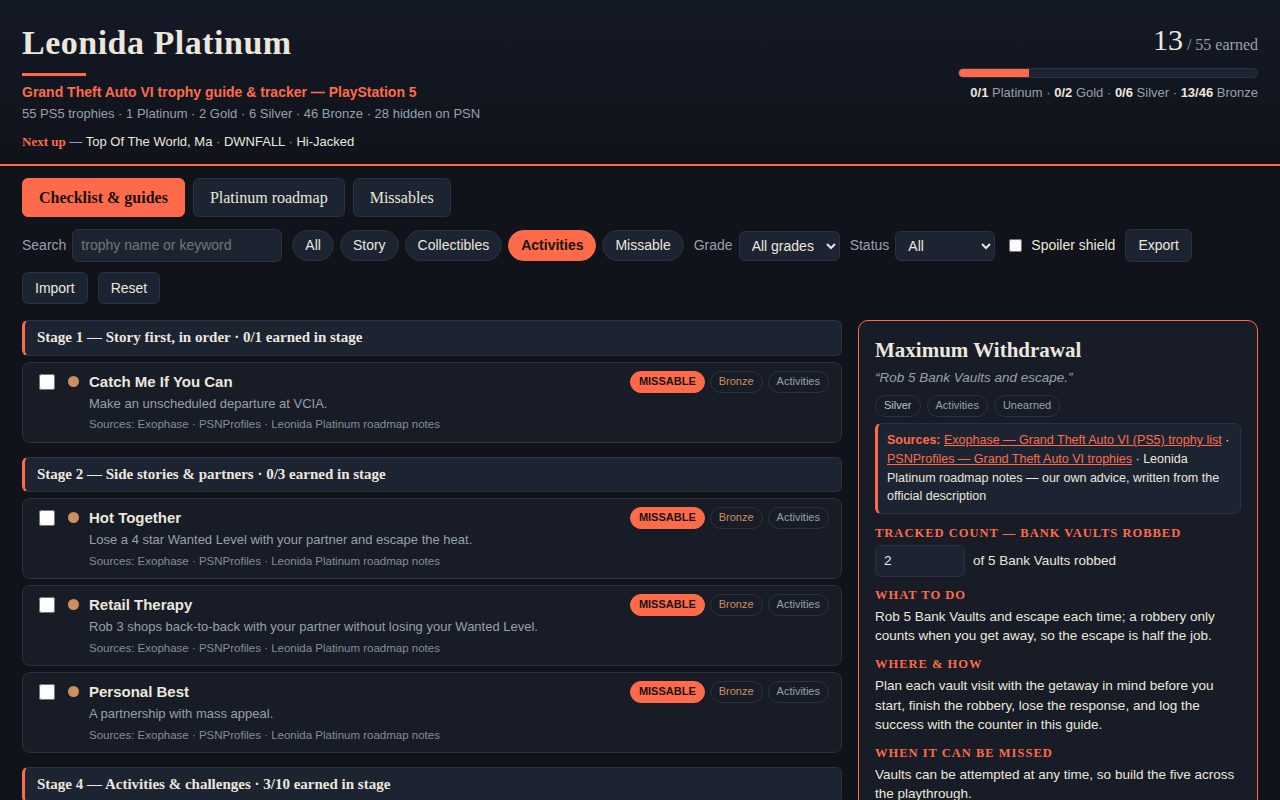 Leonida Platinum
13 / 55 earned
Grand Theft Auto VI trophy guide & tracker — PlayStation 5
0/1 Platinum · 0/2 Gold · 0/6 Silver · 13/46 Bronze
55 PS5 trophies · 1 Platinum · 2 Gold · 6 Silver · 46 Bronze · 28 hidden on PSN
Next up — Top Of The World, Ma · DWNFALL · Hi-Jacked
Checklist & guides Platinum roadmap Missables
Search trophy name or keyword All Story Collectibles Activities Missable Grade All grades Status All Spoiler shield Export
Import Reset
Stage 1 — Story first, in order · 0/1 earned in stage
Catch Me If You Can MISSABLE Bronze Activities
Make an unscheduled departure at VCIA.
Sources: Exophase · PSNProfiles · Leonida Platinum roadmap notes
Stage 2 — Side stories & partners · 0/3 earned in stage
Hot Together MISSABLE Bronze Activities
Lose a 4 star Wanted Level with your partner and escape the heat.
Sources: Exophase · PSNProfiles · Leonida Platinum roadmap notes
Retail Therapy MISSABLE Bronze Activities
Rob 3 shops back-to-back with your partner without losing your Wanted Level.
Sources: Exophase · PSNProfiles · Leonida Platinum roadmap notes
Personal Best MISSABLE Bronze Activities
A partnership with mass appeal.
Sources: Exophase · PSNProfiles · Leonida Platinum roadmap notes
Stage 4 — Activities & challenges · 3/10 earned in stage
Maximum Withdrawal
“Rob 5 Bank Vaults and escape.”
Silver Activities Unearned
Sources: Exophase — Grand Theft Auto VI (PS5) trophy list ·
PSNProfiles — Grand Theft Auto VI trophies · Leonida
Platinum roadmap notes — our own advice, written from the
official description
TRACKED COUNT — BANK VAULTS ROBBED
2 of 5 Bank Vaults robbed
WHAT TO DO
Rob 5 Bank Vaults and escape each time; a robbery only
counts when you get away, so the escape is half the job.
WHERE & HOW
Plan each vault visit with the getaway in mind before you
start, finish the robbery, lose the response, and log the
success with the counter in this guide.
WHEN IT CAN BE MISSED
Vaults can be attempted at any time, so build the five across
the playthrough.